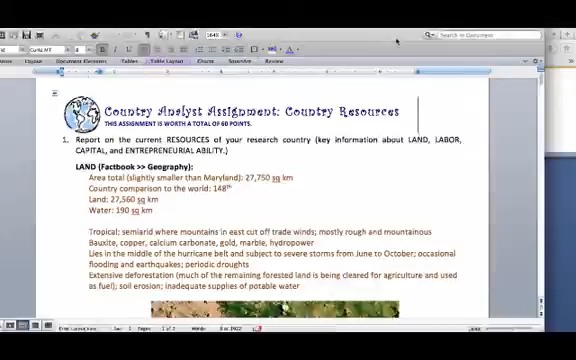 164%
Search in Document
Layout
Document Elements
Tables
Table Layout
Charts
SmartArt
Review
Country Analyst Assignment: Country Resources
THIS ASSIGNMENT IS WORTH A TOTAL OF 60 POINTS.
1. Report on the current RESOURCES of your research country (key information about LAND, LABOR,
CAPITAL, and ENTREPRENEURIAL ABILITY.)
LAND (Factbook >> Geography):
Area total (slightly smaller than Maryland): 27,750 sq km
Country comparison to the world: 148th
Land: 27,560 sq km
Water: 190 sq km
Tropical; semiarid where mountains in east cut off trade winds; mostly rough and mountainous
Bauxite, copper, calcium carbonate, gold, marble, hydropower
Lies in the middle of the hurricane belt and subject to severe storms from June to October; occasional
flooding and earthquakes; periodic droughts
Extensive deforestation (much of the remaining forested land is being cleared for agriculture and used
as fuel); soil erosion; inadequate supplies of potable water